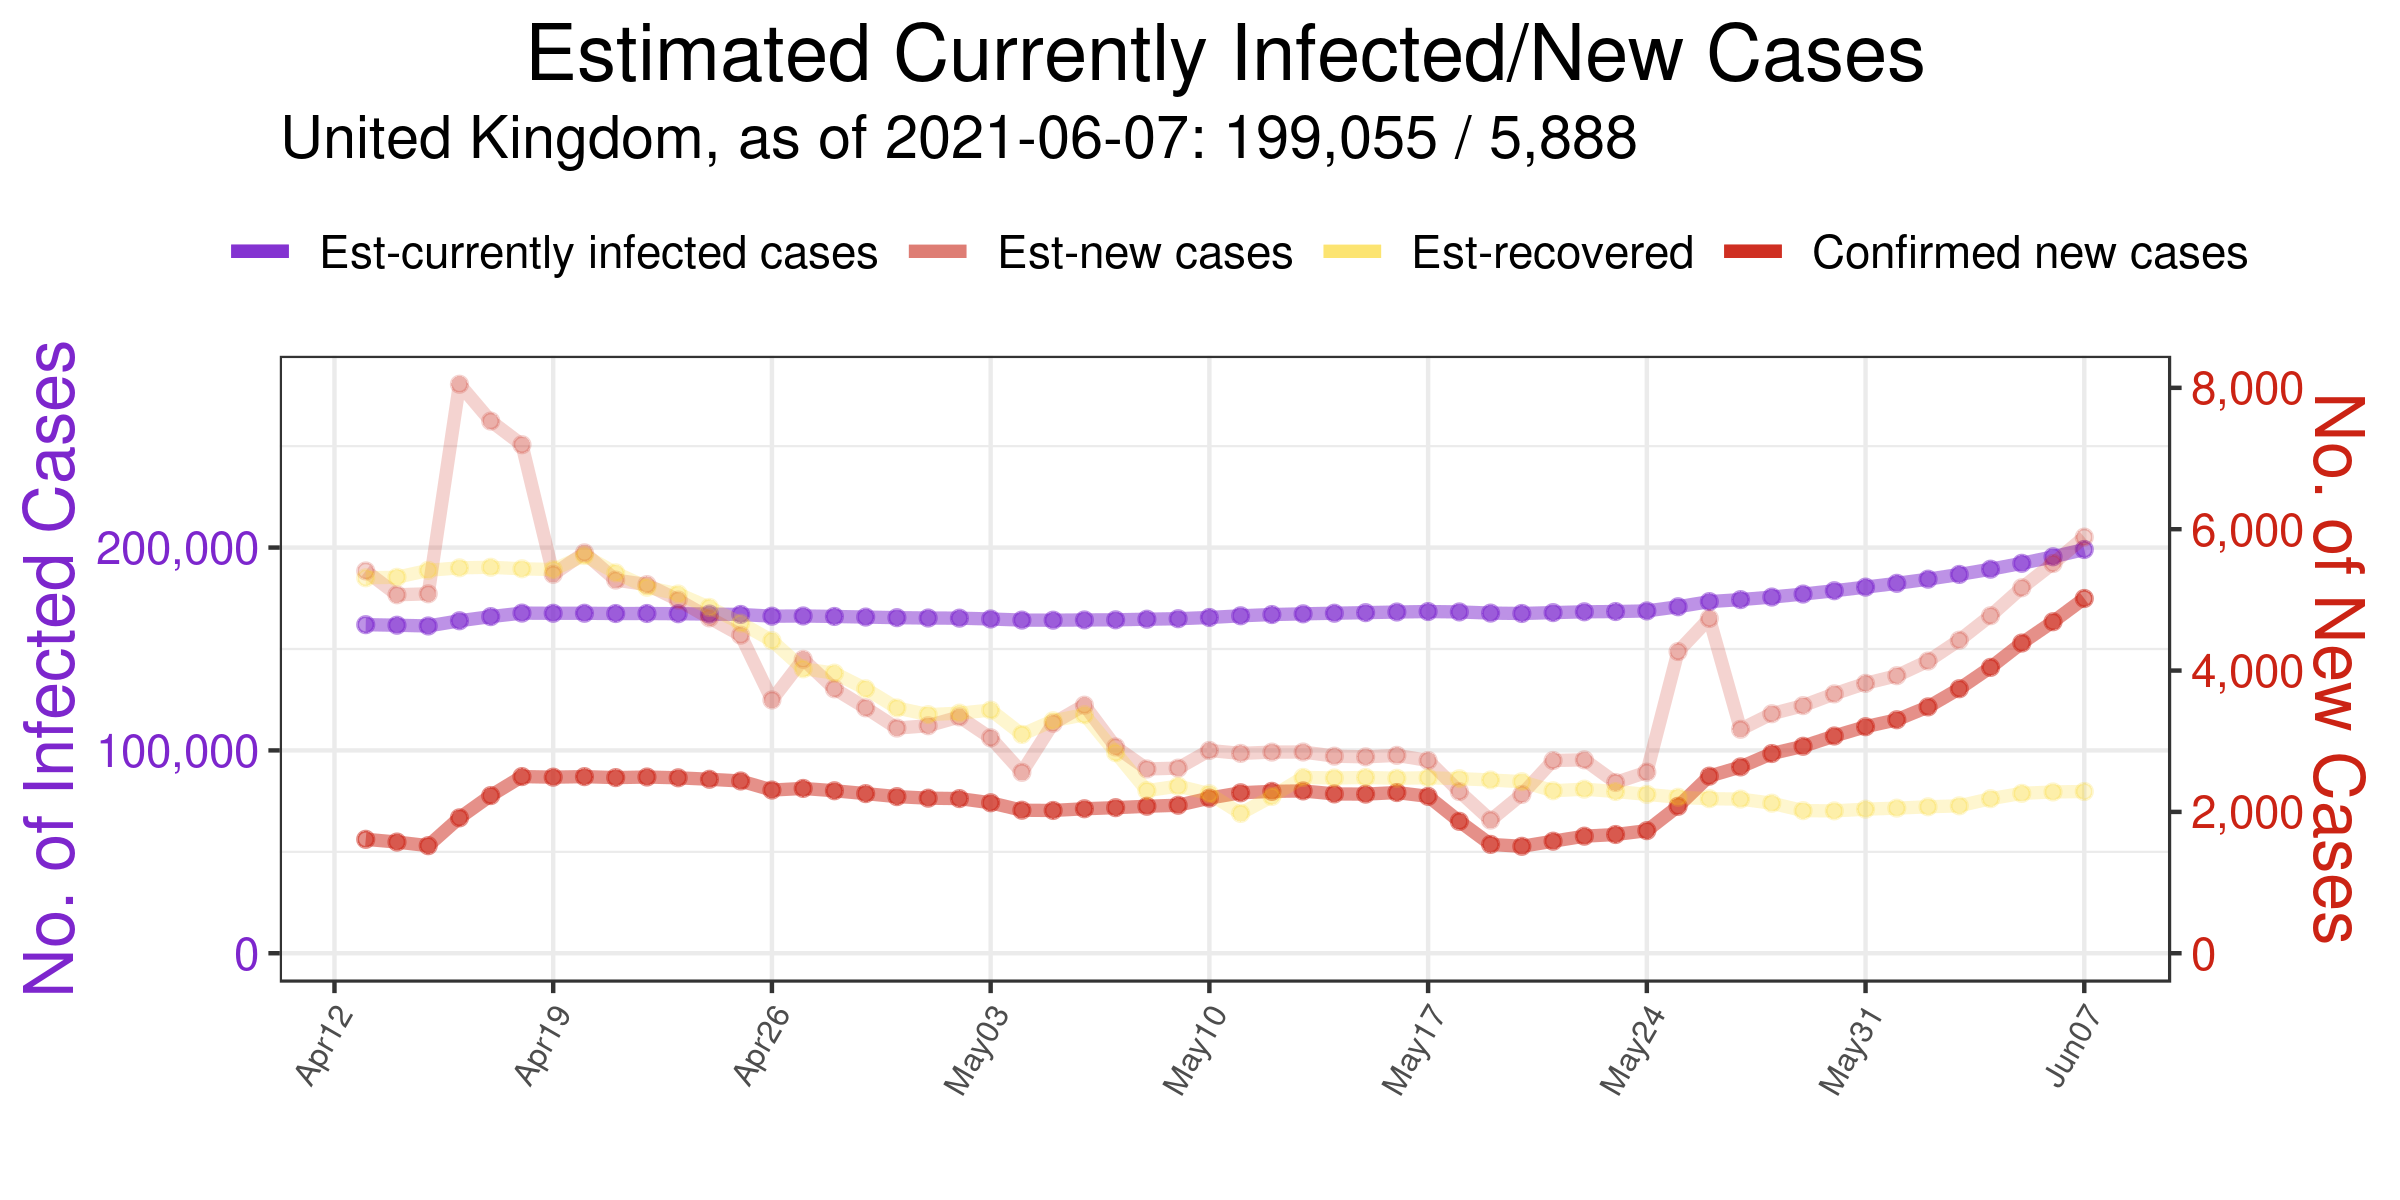 Estimated Currently Infected/New Cases
United Kingdom, as of 2021-06-07: 199,055 / 5,888
Est-currently infected cases Est-new cases Est-recovered Confirmed new cases
No. of Infected Cases
200,000
100,000
0
8,000
6,000
4,000
2,000
0
No. of New Cases
Apr12 Apr19 Apr26 May03 May10 May17 May24 May31 Jun07